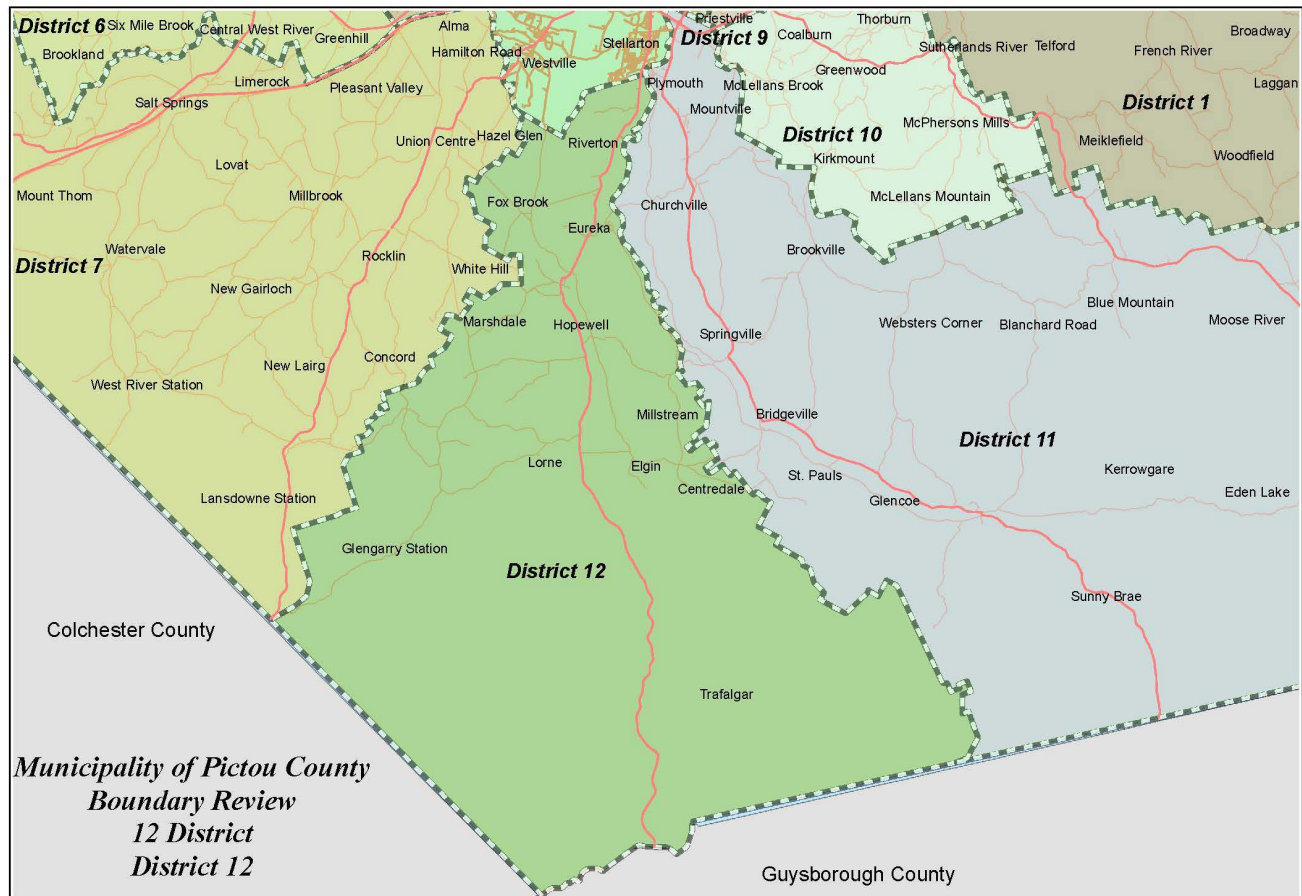 District 6
Six Mile Brook
Central West River
Alma
Priestville
Thorburn
Brookland
Greenhill
Hamilton Road
Stellarton
District 9
Coalburn
Broadway
Westville
Sutherlands River
Telford
French River
Limerock
Pleasant Valley
Plymouth
McLellans Brook
Greenwood
Laggan
Salt Springs
Mountville
District 1
Union Centre
Hazel Glen
Riverton
District 10
McPhersons Mills
Meiklefield
Lovat
Kirkmount
Woodfield
Mount Thom
Millbrook
Fox Brook
Churchville
McLellans Mountain
Eureka
Watervale
Rocklin
Brookville
District 7
White Hill
New Gairloch
Blue Mountain
Marshdale
Hopewell
Springville
Websters Corner
Blanchard Road
Moose River
New Lairg
Concord
West River Station
Millstream
Bridgeville
District 11
Lorne
Elgin
St. Pauls
Kerrowgare
Lansdowne Station
Centredale
Glencoe
Eden Lake
Glengarry Station
District 12
Sunny Brae
Colchester County
Trafalgar
Municipality of Pictou County
Boundary Review
12 District
District 12
Guysborough County